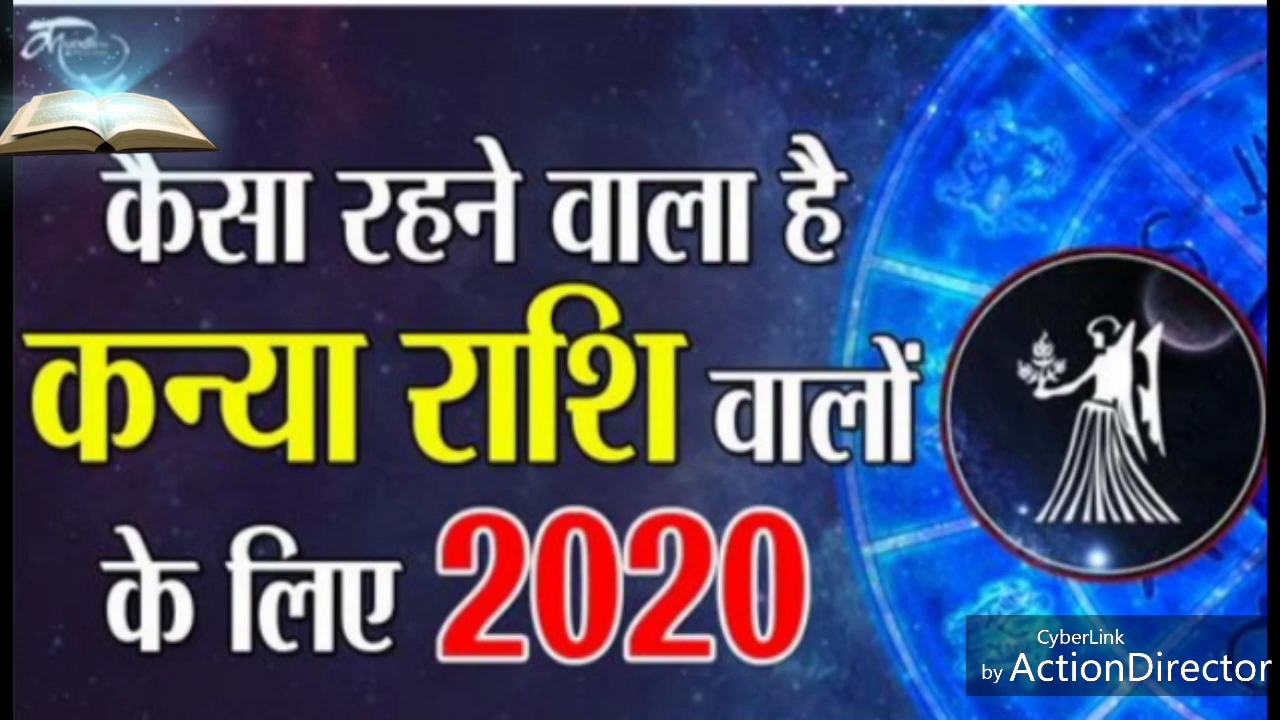 कैसा रहने वाला है
कन्या राशि वालों
के लिए 2020
CyberLink
by ActionDirector